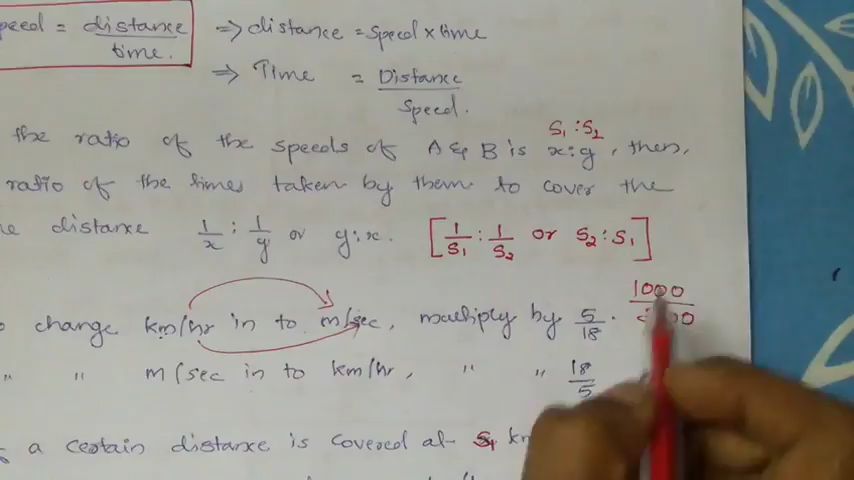 peed = distance / time. ⇒ distance = Speed × time
⇒ Time = Distance / Speed.
S₁ : S₂
the ratio of the speeds of A & B is x:y, then,
ratio of the times taken by them to cover the
e distance 1/x : 1/y or y:x. [1/S₁ : 1/S₂ or S₂ : S₁]
o change km/hr in to m/sec, multiply by 5/18 . 1000
" " m/sec in to km/hr, " " 18/5
a certain distance is covered at S₁ km